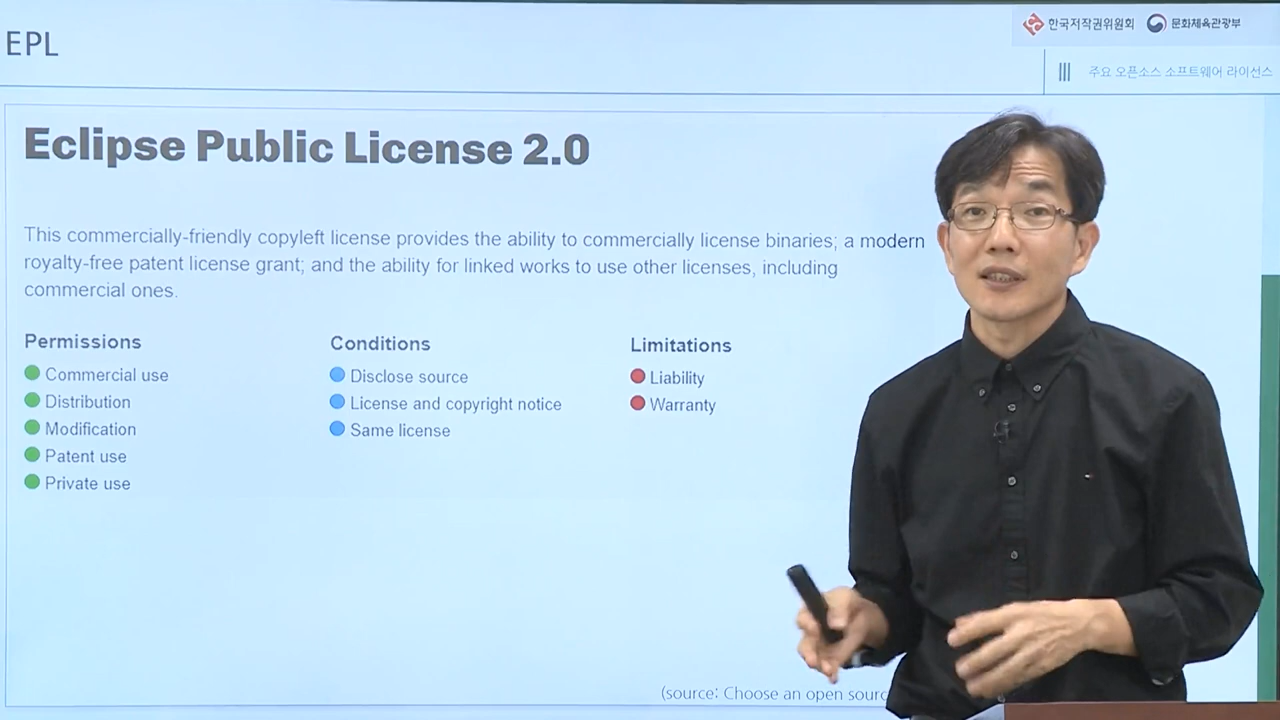 EPL
한국저작권위원회
문화체육관광부
주요 오픈소스 소프트웨어 라이선스
Eclipse Public License 2.0
This commercially-friendly copyleft license provides the ability to commercially license binaries; a modern
royalty-free patent license grant; and the ability for linked works to use other licenses, including
commercial ones.
Permissions
Commercial use
Distribution
Modification
Patent use
Private use
Conditions
Disclose source
License and copyright notice
Same license
Limitations
Liability
Warranty
(source: Choose an open sourc